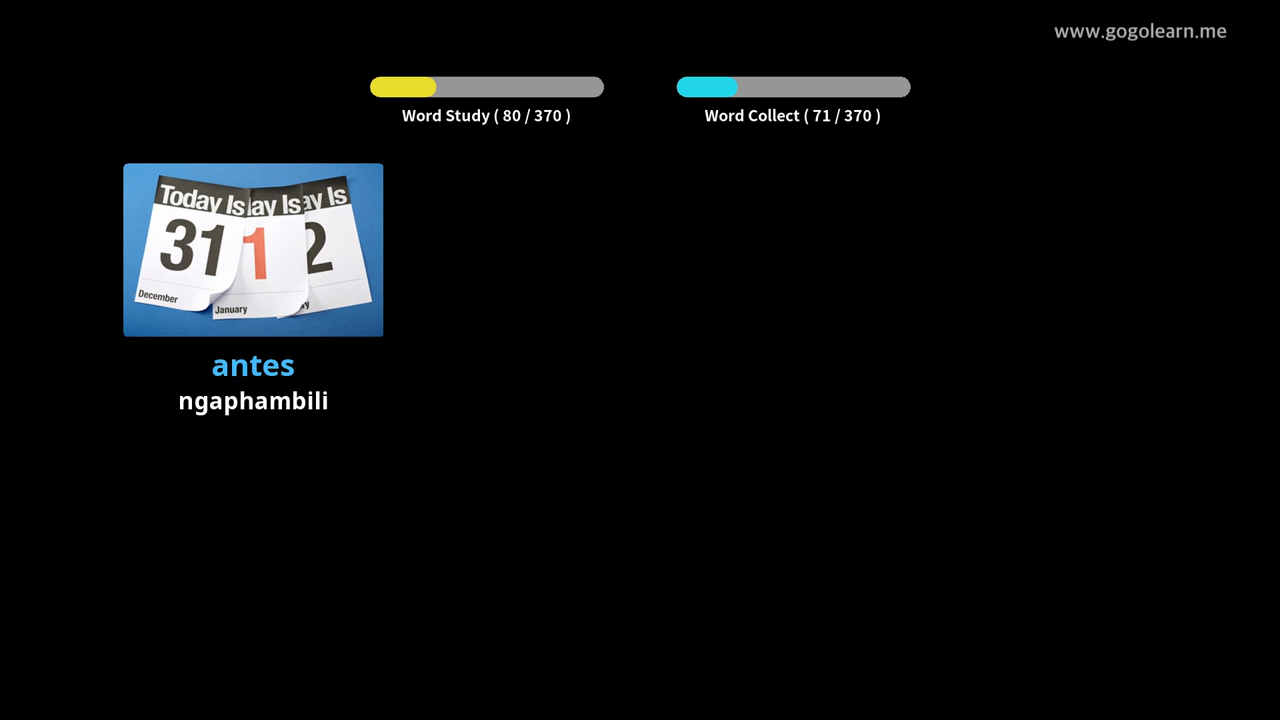 www.gogolearn.me
Word Study ( 80 / 370 )
Word Collect ( 71 / 370 )
Today Is
ay Is
ay Is
31
1
2
December
January
ry
antes
ngaphambili